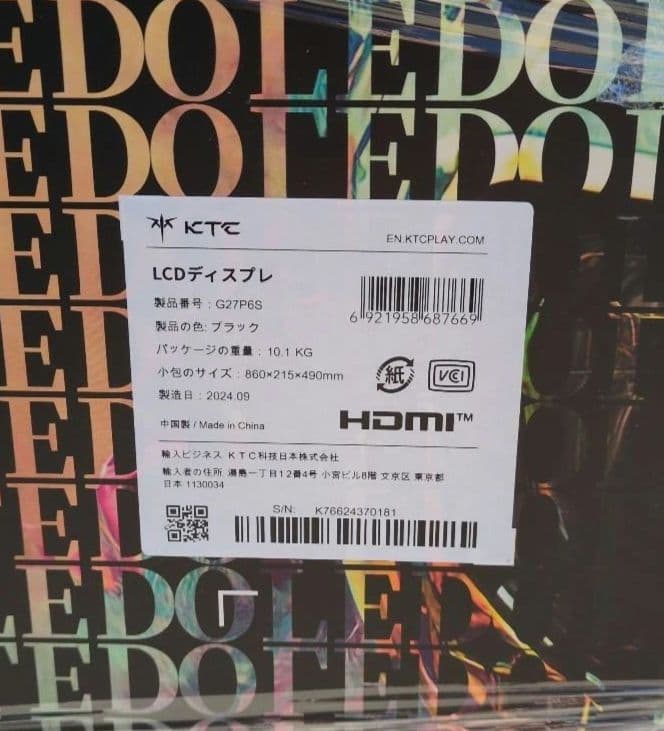 EDOLEDOL
EDOLEDOL
EDOLEDOL
KTC
EN.KTCPLAY.COM
LCDディスプレ
製品番号：G27P6S
製品の色: ブラック
パッケージの重量：10.1 KG
小包のサイズ：860×215×490mm
製造日：2024.09
中国製 / Made in China
6 921958 687669
紙
VCCI
HDMI™
輸入ビジネス KTC科技日本株式会社
輸入者の住所 湯島一丁目12番4号 小宮ビル8階 文京区 東京都
日本 1130034
S/N: K76624370181
EDOLED
EDOLED